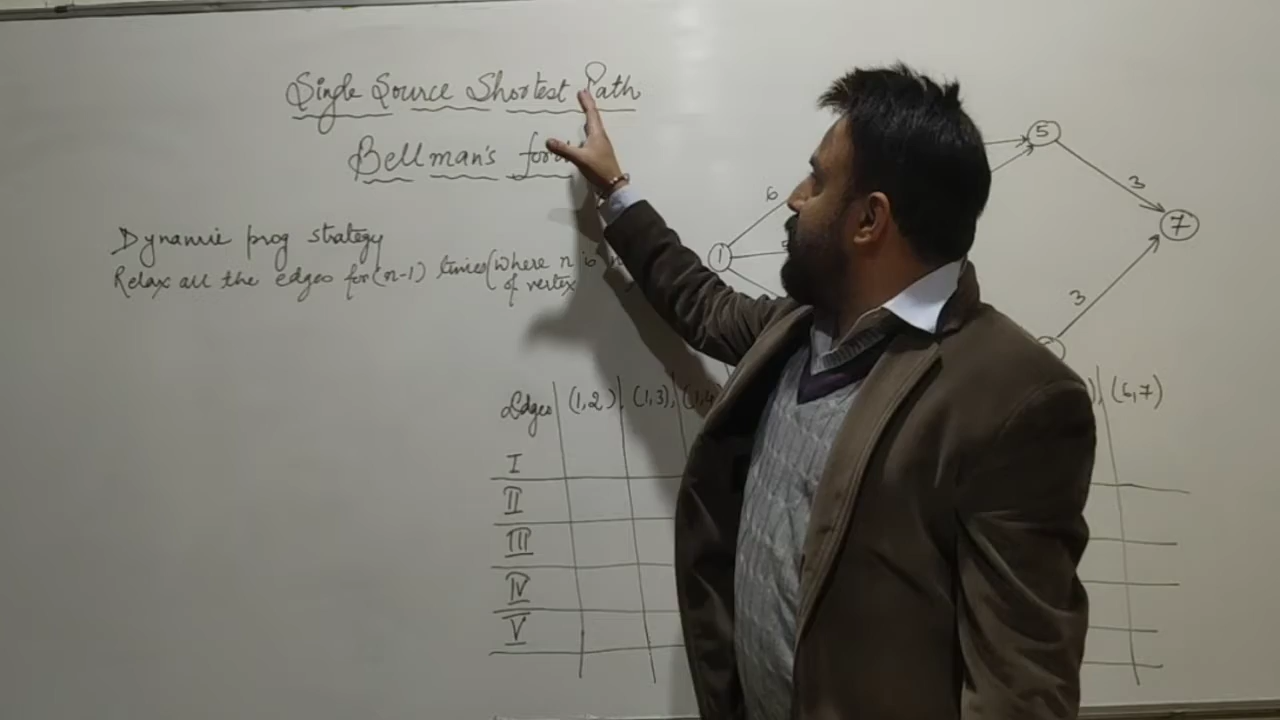 Single Source Shortest Path
Bellman's
Dynamic prog strategy
Relax all the edges for (n-1) times (where n is
of vertex
6
1
5
3
7
3
Edges (1,2), (1,3), (1,4 (6,7)
I
II
III
IV
V